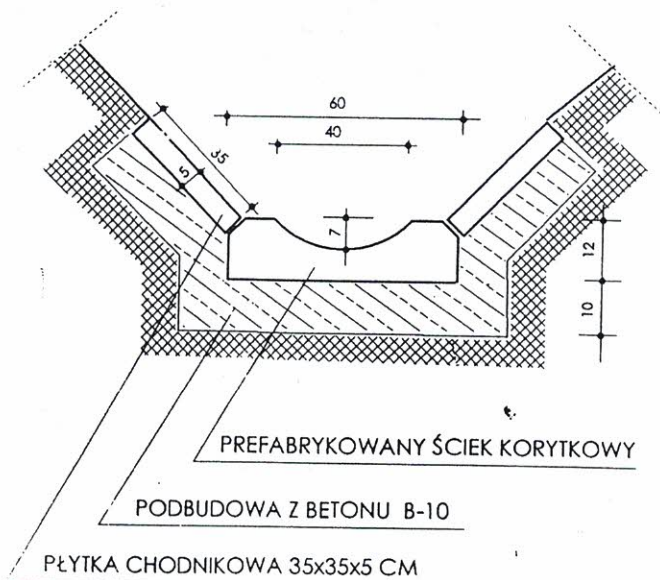 60
40
35
5
7
12
10
PREFABRYKOWANY ŚCIEK KORYTKOWY
PODBUDOWA Z BETONU B-10
PŁYTKA CHODNIKOWA 35x35x5 CM